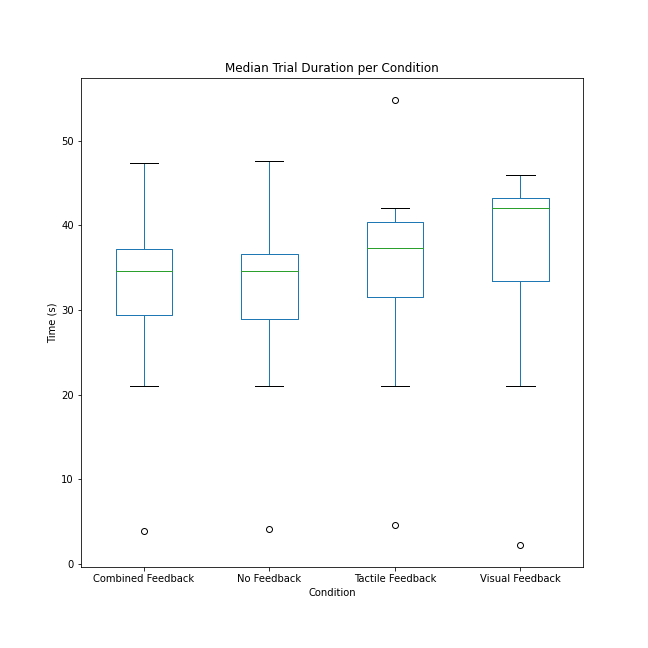 Median Trial Duration per Condition
50
40
30
20
10
0
Time (s)
Combined Feedback
No Feedback
Tactile Feedback
Visual Feedback
Condition